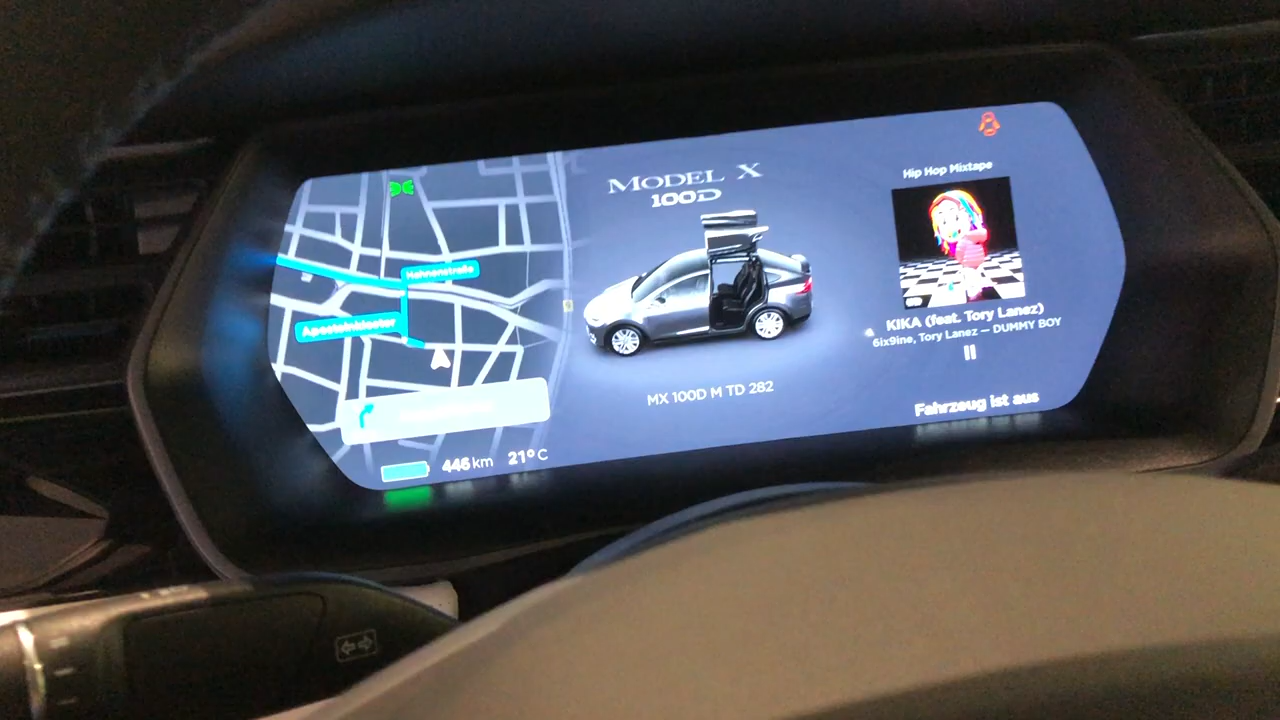 MODEL X
100D
Hip Hop Mixtape
Hahnenstraße
Apostelnkloster
KIKA (feat. Tory Lanez)
6ix9ine, Tory Lanez — DUMMY BOY
MX 100D M TD 282
Fahrzeug ist aus
446 km 21° C